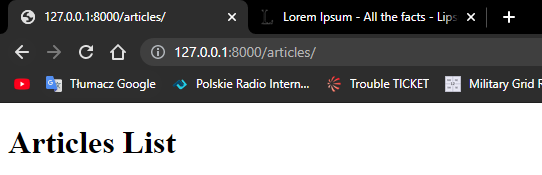 127.0.0.1:8000/articles/ Lorem Ipsum - All the facts - Lips
127.0.0.1:8000/articles/
Tłumacz Google Polskie Radio Intern... Trouble TICKET Military Grid R
Articles List